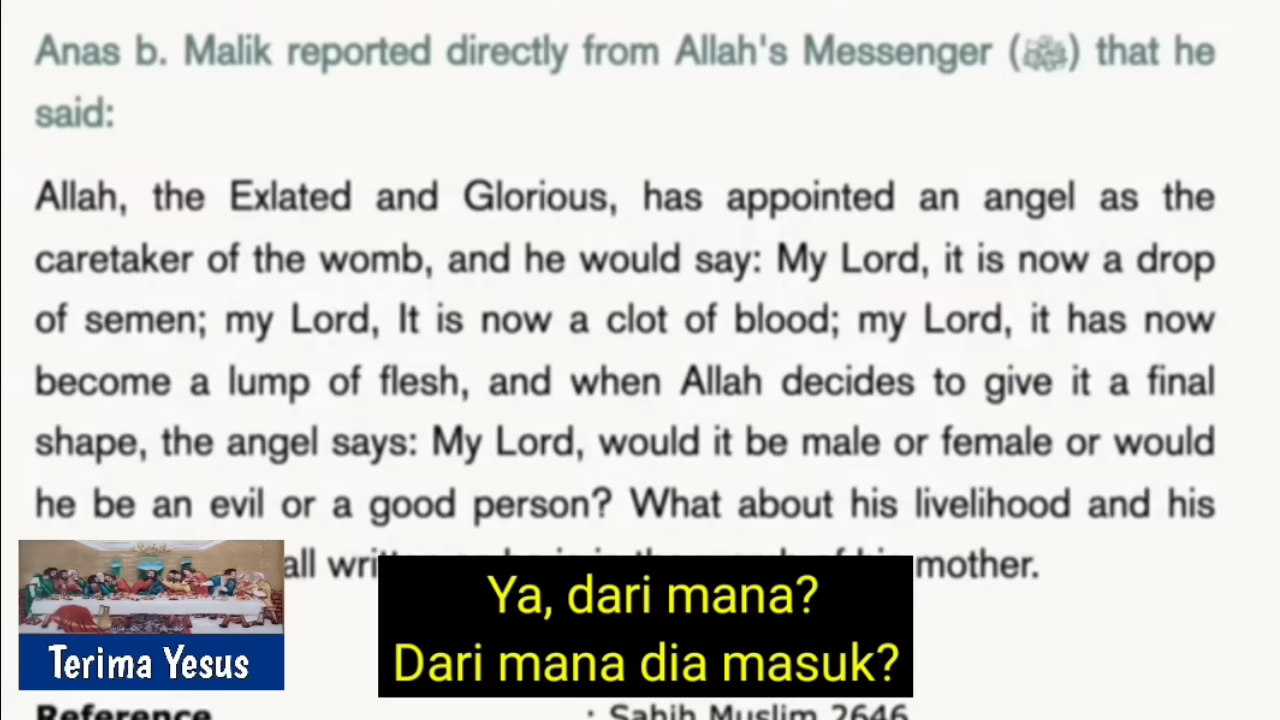 Anas b. Malik reported directly from Allah's Messenger (ﷺ) that he
said:
Allah, the Exlated and Glorious, has appointed an angel as the
caretaker of the womb, and he would say: My Lord, it is now a drop
of semen; my Lord, It is now a clot of blood; my Lord, it has now
become a lump of flesh, and when Allah decides to give it a final
shape, the angel says: My Lord, would it be male or female or would
he be an evil or a good person? What about his livelihood and his
all mother.
Ya, dari mana?
Dari mana dia masuk?
Terima Yesus
Reference : Sahih Muslim 2646